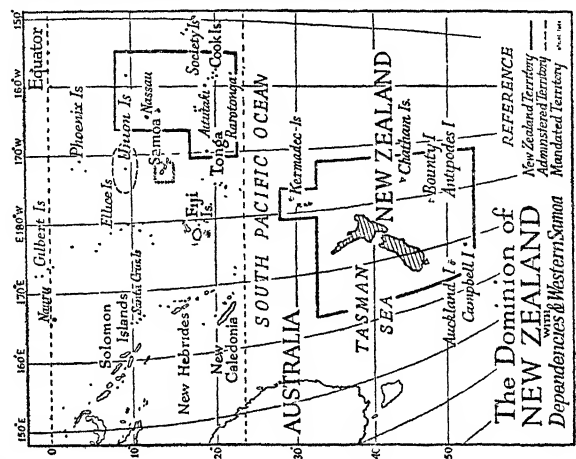 150°E 160°E 170°E E180°W 170°W 160°W 150
Equator
0
Nauru
Gilbert Is
Phoenix Is
Solomon
Islands
Ellice Is
Union Is
10
Santa Cruz Is
Nassau
Samoa
New Hebrides
Fiji
Is.
Society Is
Aitutaki
Cook Is
20
New
Caledonia
Tonga
Rarotonga
SOUTH PACIFIC OCEAN
30
AUSTRALIA
Kermadec-Is
TASMAN
SEA
NEW ZEALAND
40
Chatham Is.
Bounty I
Auckland I
Campbell I
Antipodes I
50
The Dominion of
NEW ZEALAND
WITH
Dependencies & Western Samoa
REFERENCE
New Zealand Territory
Administered Territory
Mandated Territory